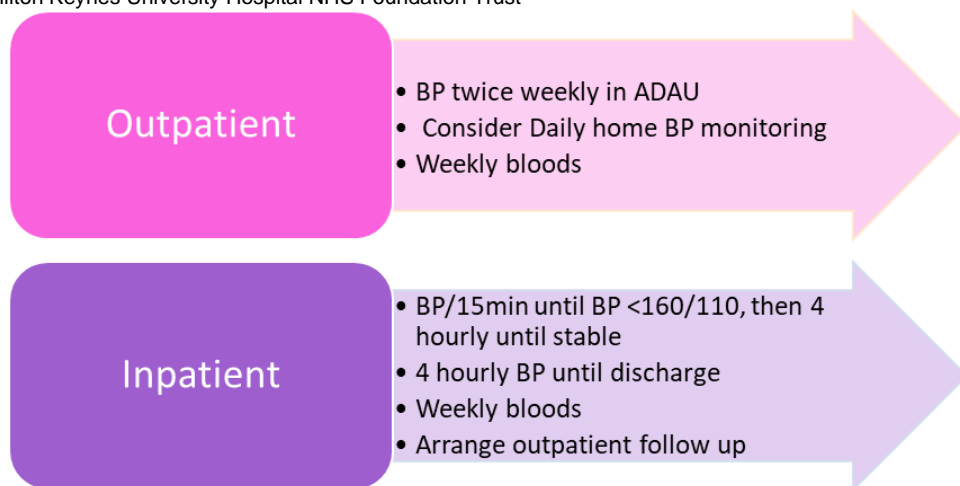 Milton Keynes University Hospital NHS Foundation Trust
Outpatient
• BP twice weekly in ADAU
• Consider Daily home BP monitoring
• Weekly bloods
Inpatient
• BP/15min until BP <160/110, then 4
hourly until stable
• 4 hourly BP until discharge
• Weekly bloods
• Arrange outpatient follow up